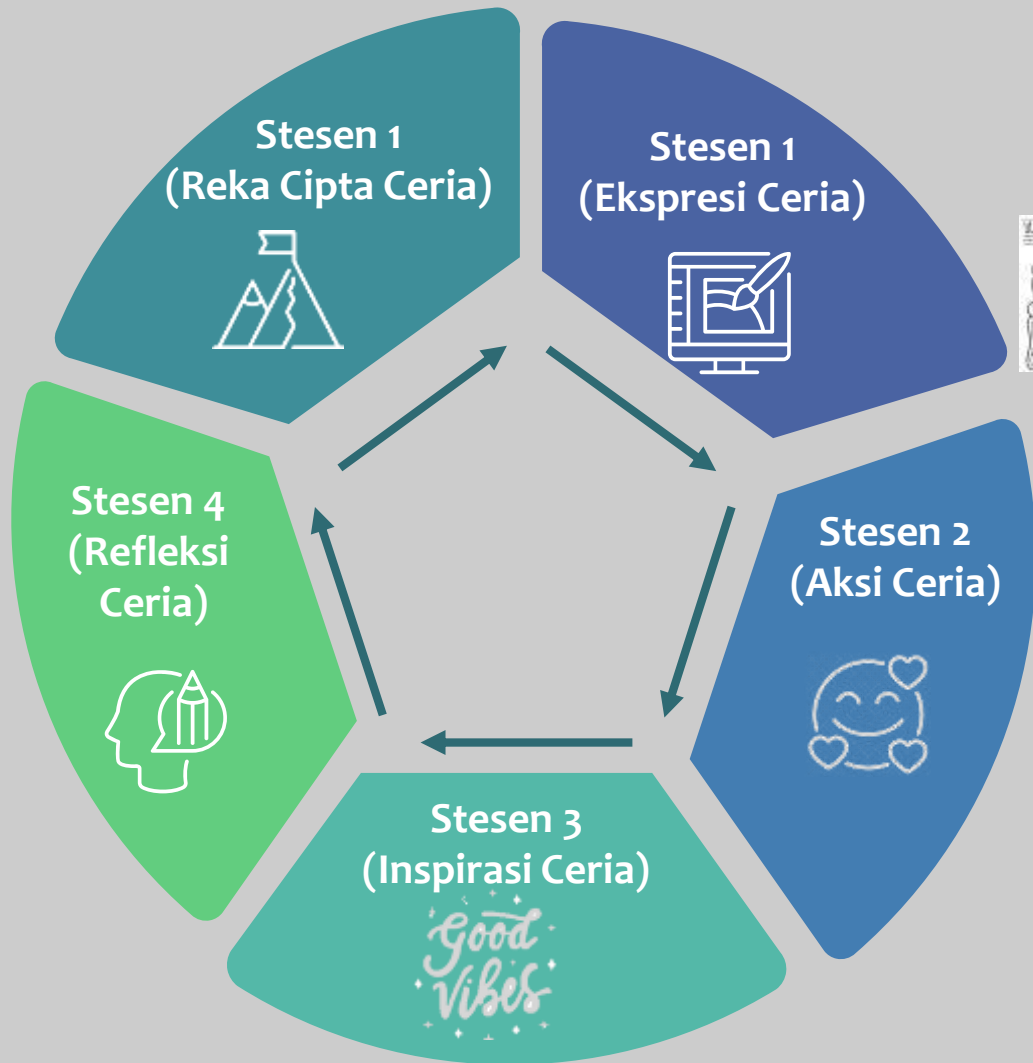 Stesen 1
(Reka Cipta Ceria)
Stesen 1
(Ekspresi Ceria)
Stesen 2
(Aksi Ceria)
Stesen 3
(Inspirasi Ceria)
Good
Vibes
Stesen 4
(Refleksi
Ceria)